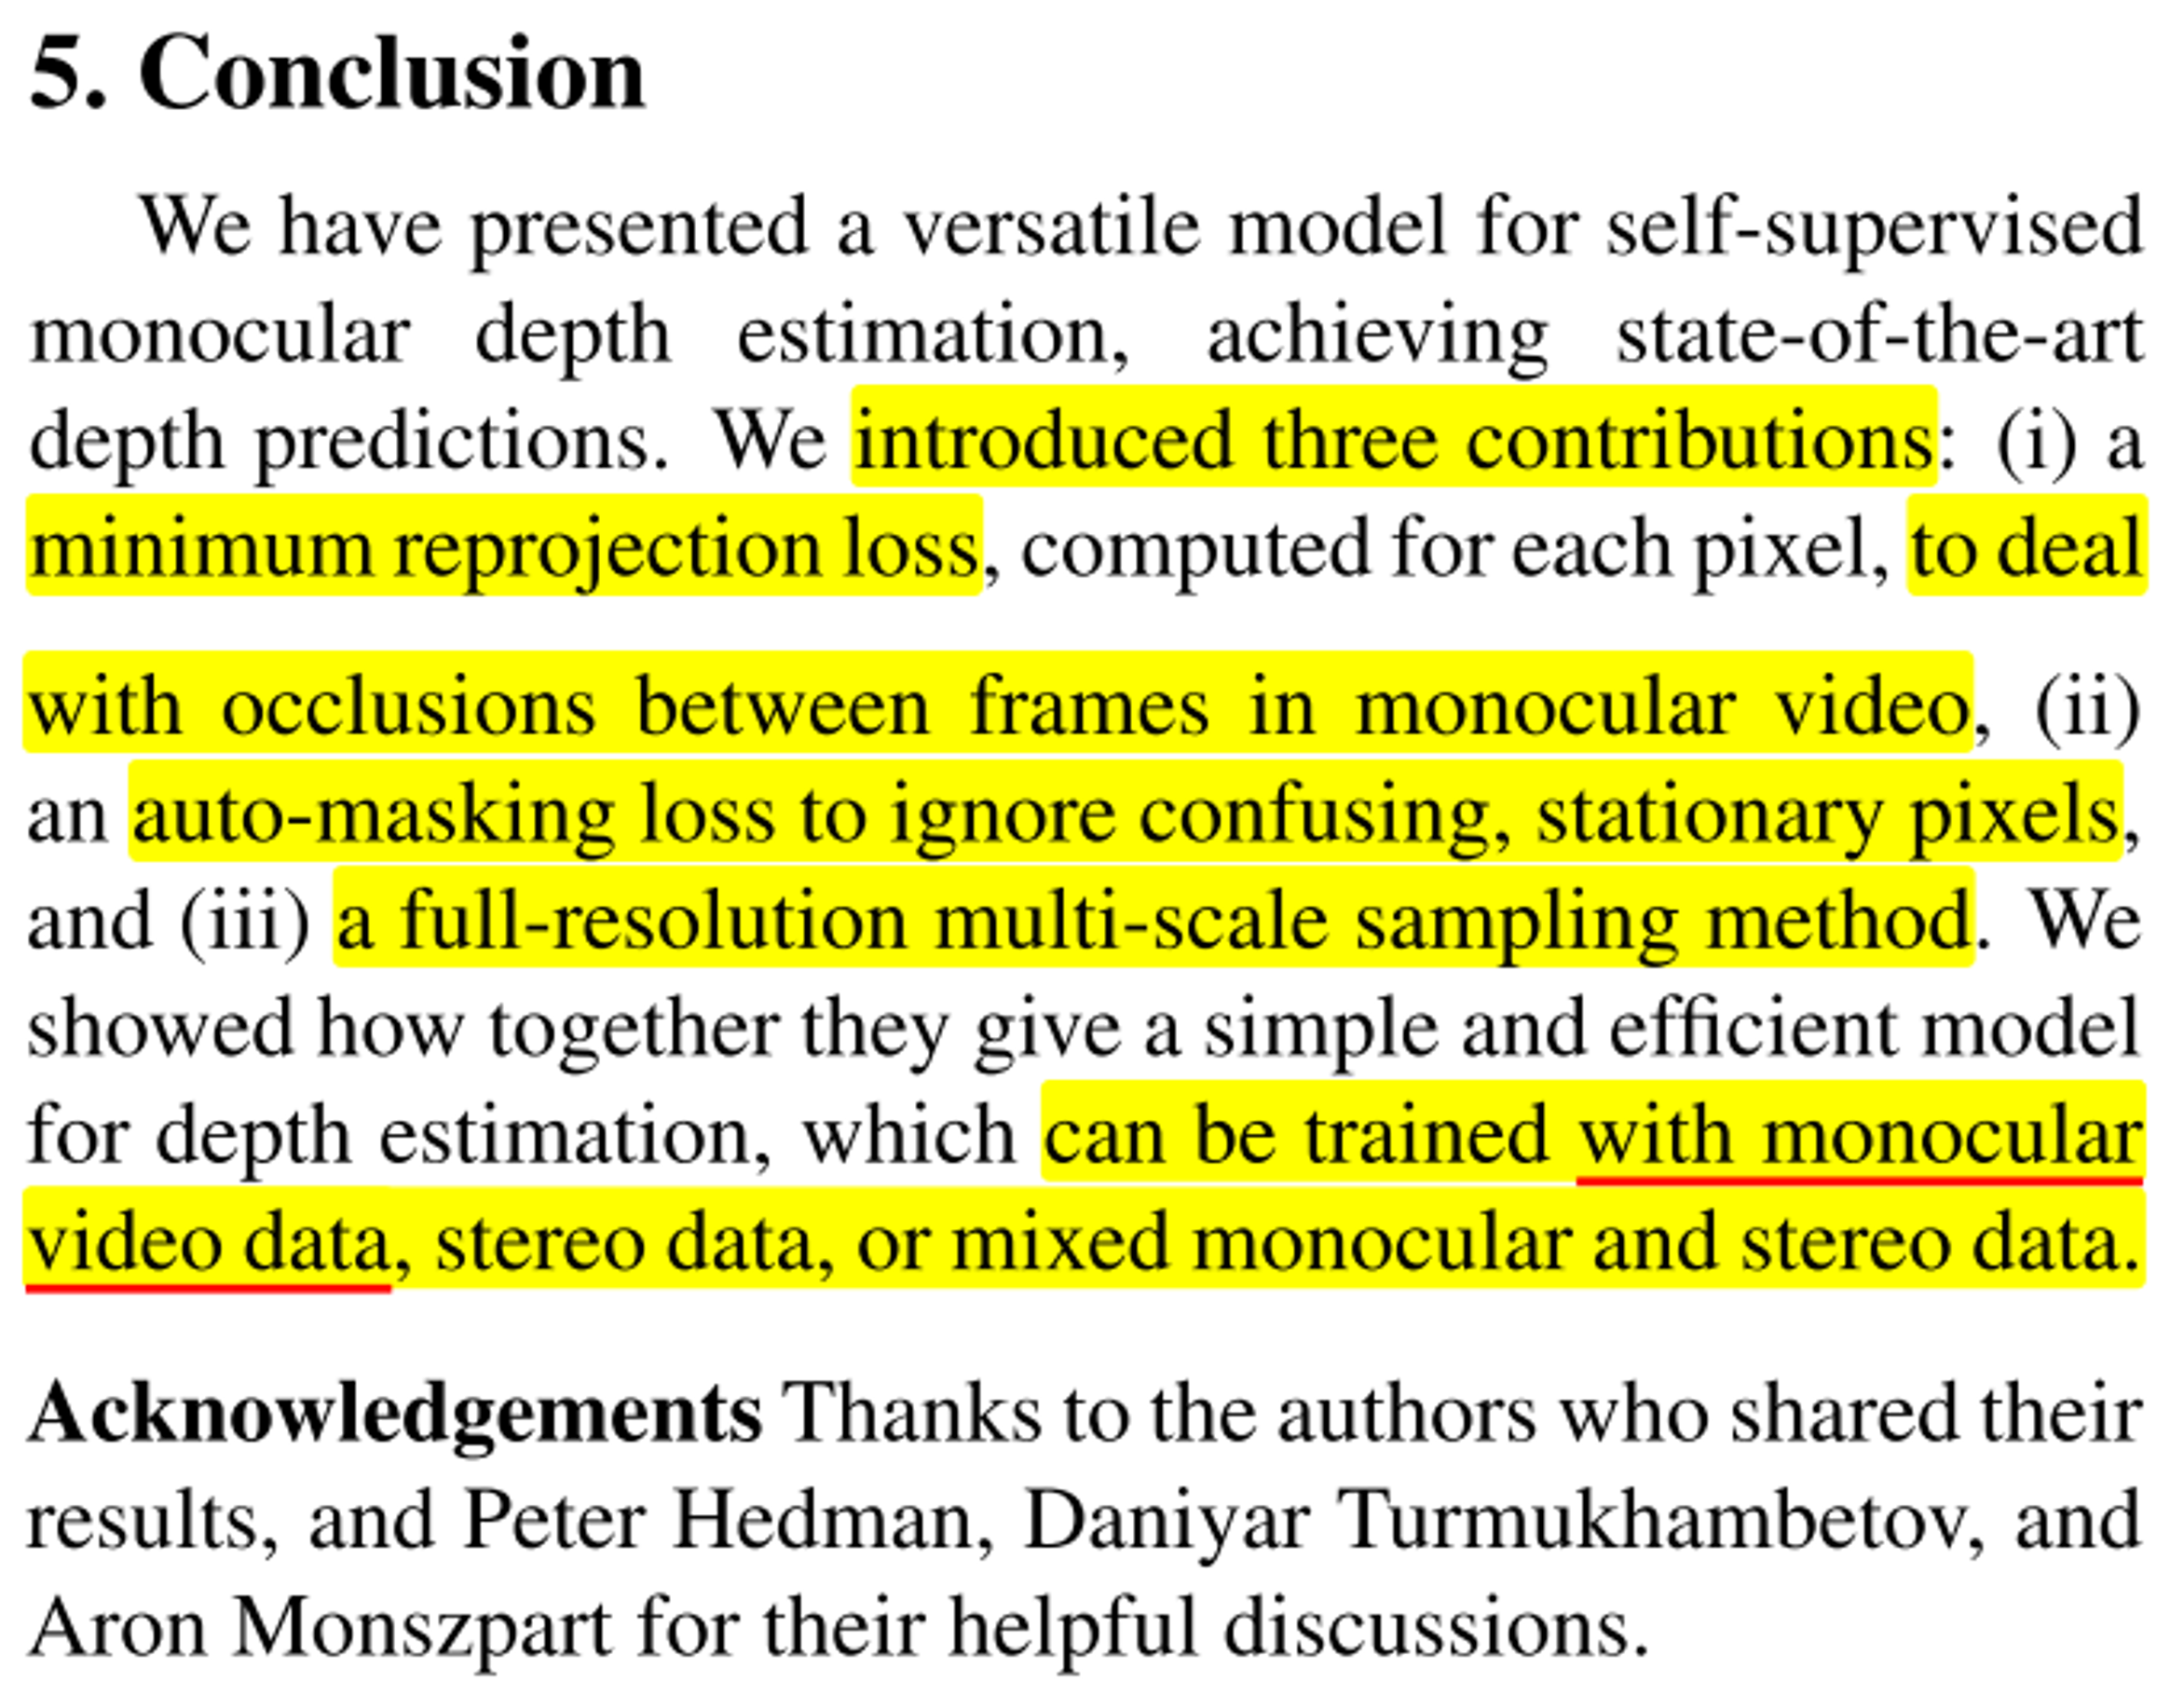 5. Conclusion
We have presented a versatile model for self-supervised
monocular depth estimation, achieving state-of-the-art
depth predictions. We introduced three contributions: (i) a
minimum reprojection loss, computed for each pixel, to deal
with occlusions between frames in monocular video, (ii)
an auto-masking loss to ignore confusing, stationary pixels,
and (iii) a full-resolution multi-scale sampling method. We
showed how together they give a simple and efficient model
for depth estimation, which can be trained with monocular
video data, stereo data, or mixed monocular and stereo data.
Acknowledgements Thanks to the authors who shared their
results, and Peter Hedman, Daniyar Turmukhambetov, and
Aron Monszpart for their helpful discussions.